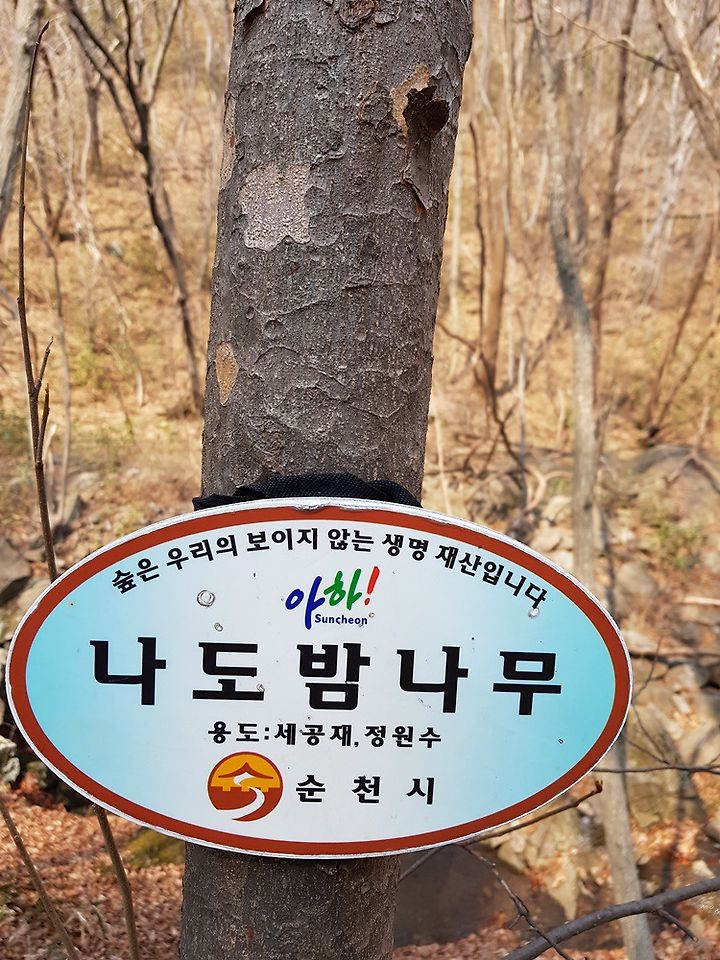 숲은 우리의 보이지 않는 생명 재산입니다
아하!
Suncheon
나도밤나무
용도:세공재,정원수
순천시